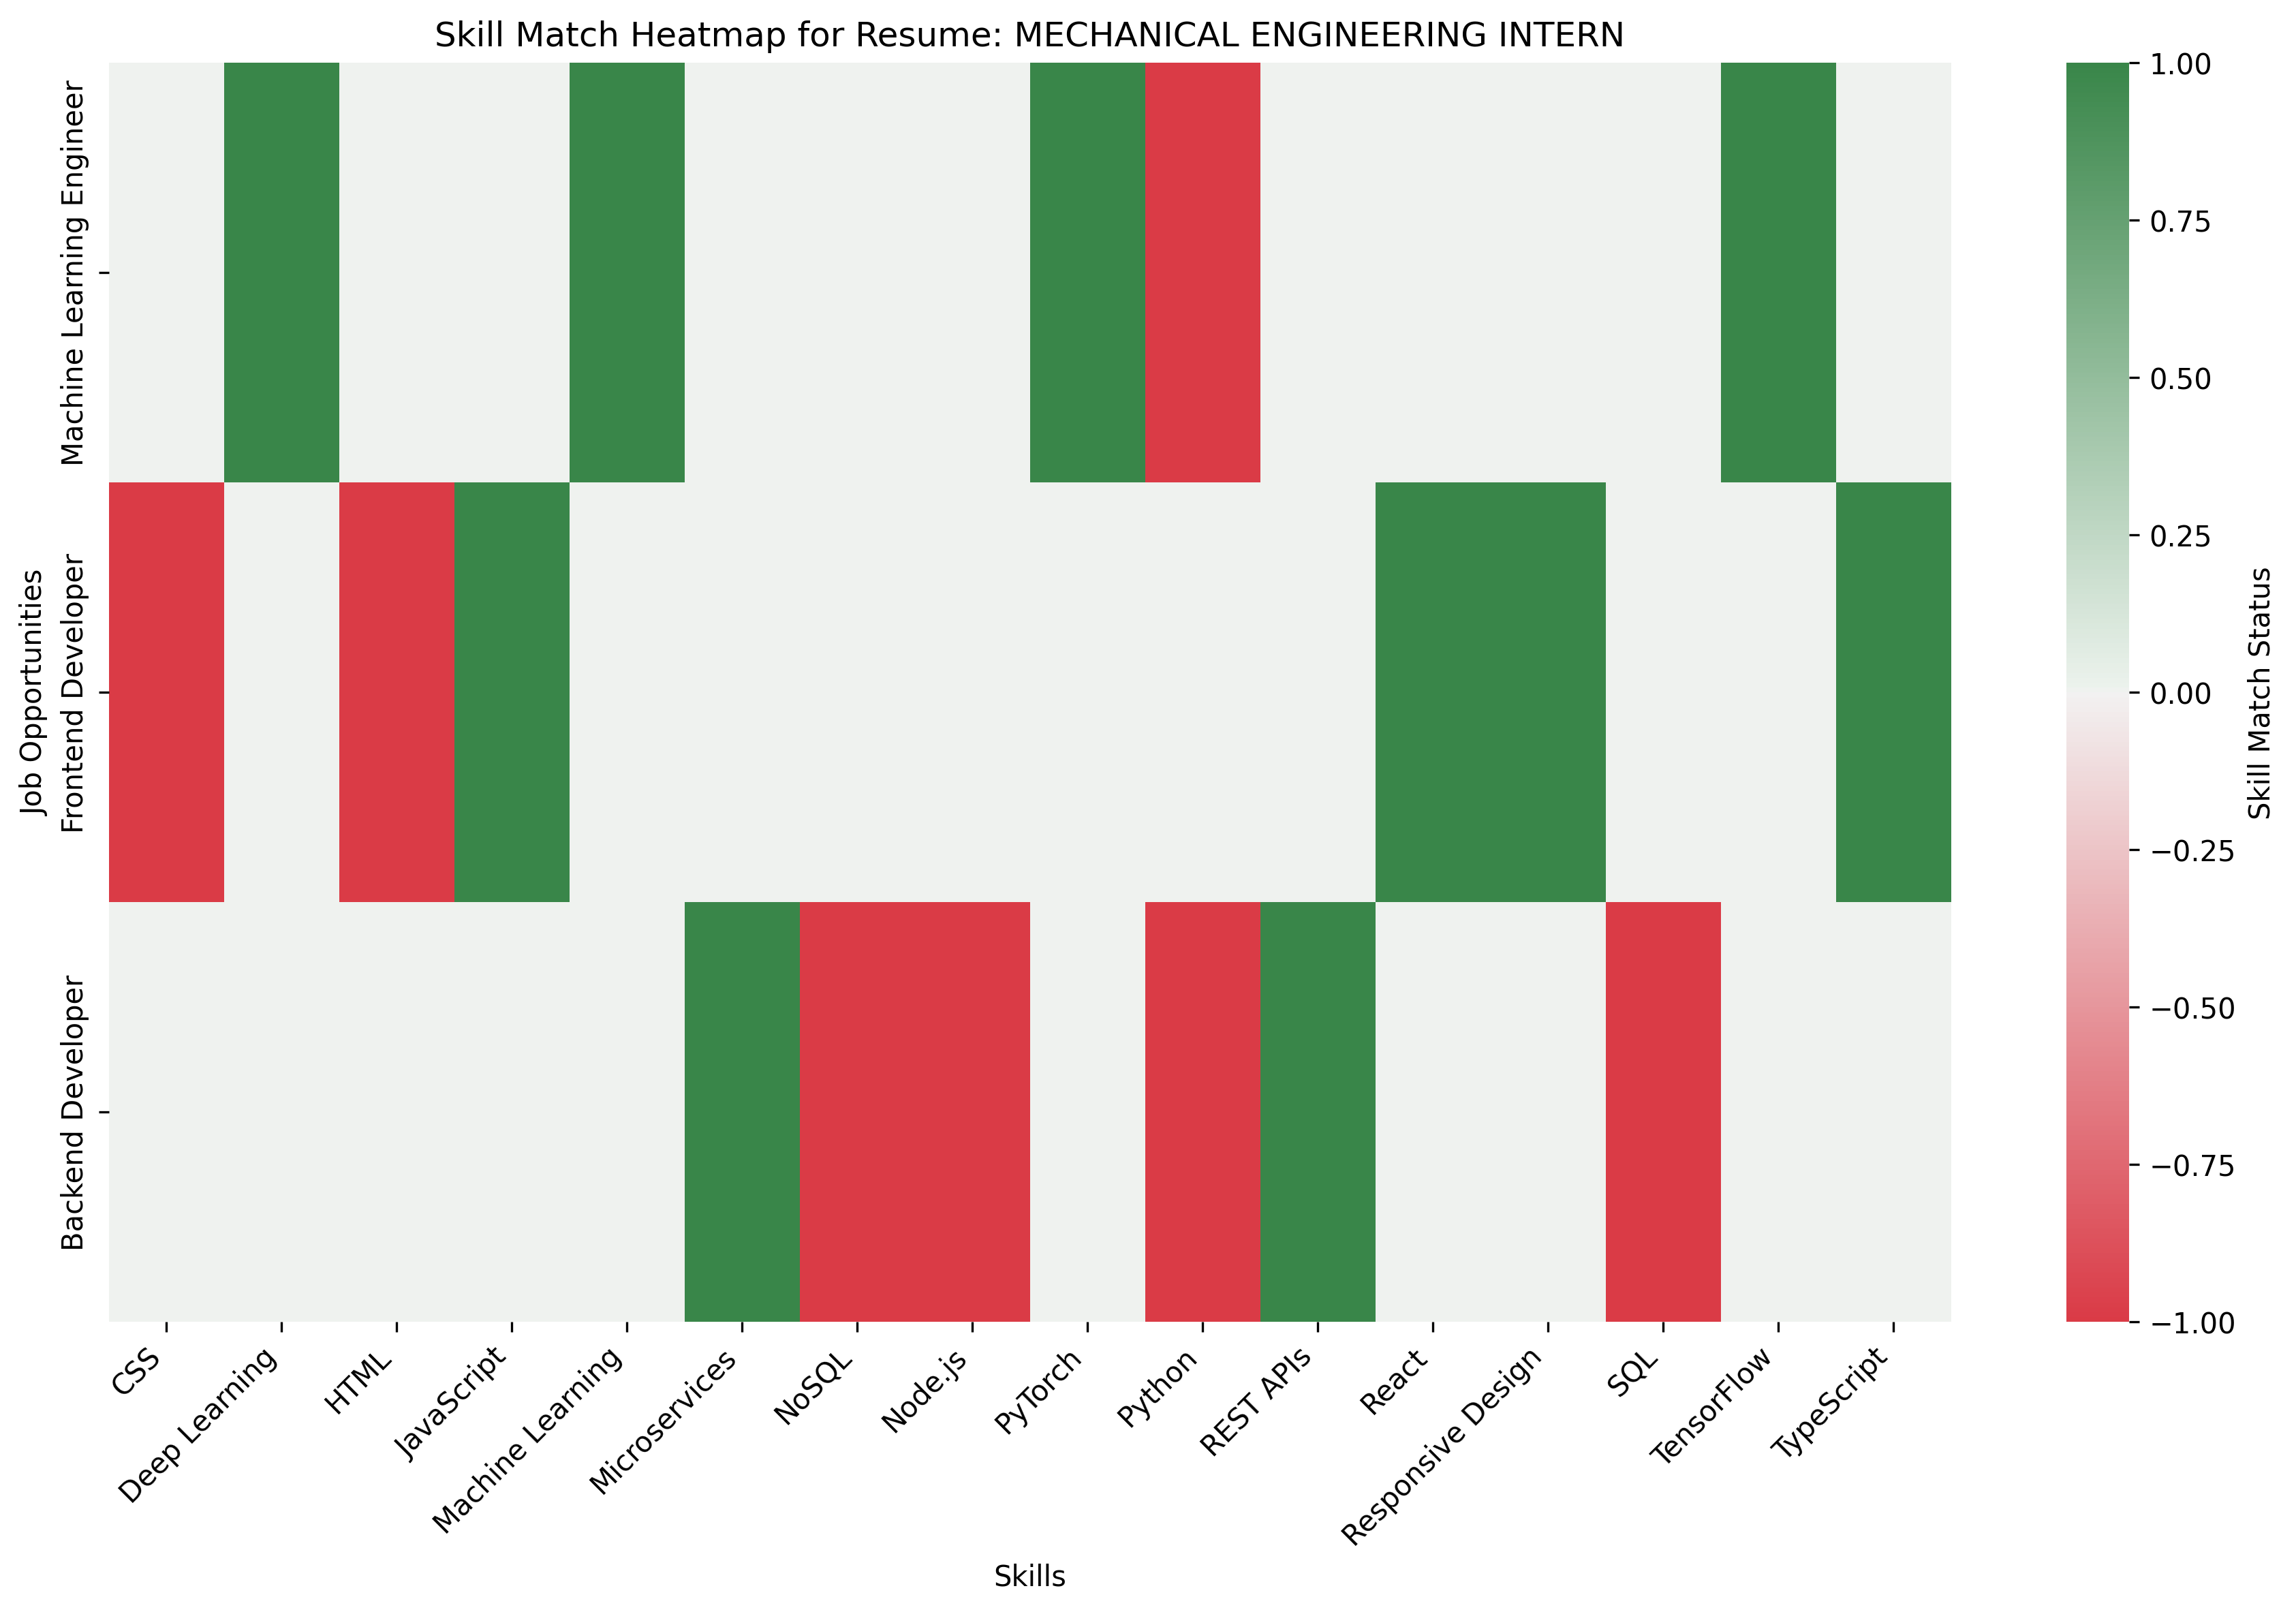 Skill Match Heatmap for Resume: MECHANICAL ENGINEERING INTERN
Job Opportunities
Machine Learning Engineer
Frontend Developer
Backend Developer
CSS
Deep Learning
HTML
JavaScript
Machine Learning
Microservices
NoSQL
Node.js
PyTorch
Python
REST APIs
React
Responsive Design
SQL
TensorFlow
TypeScript
Skills
1.00
0.75
0.50
0.25
0.00
−0.25
−0.50
−0.75
−1.00
Skill Match Status